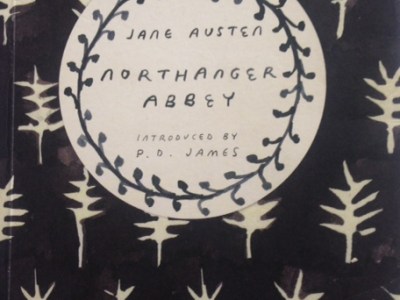 JANE AUSTEN
NORTHANGER
ABBEY
INTRODUCED BY
P. D. JAMES